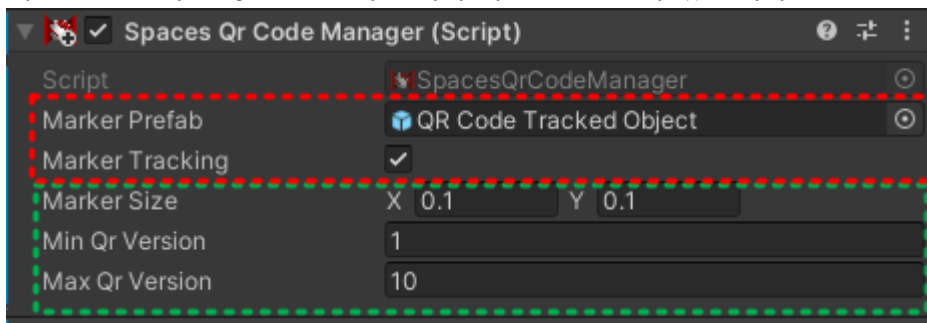 Spaces Qr Code Manager (Script)
Script SpacesQrCodeManager
Marker Prefab QR Code Tracked Object
Marker Tracking
Marker Size X 0.1 Y 0.1
Min Qr Version 1
Max Qr Version 10